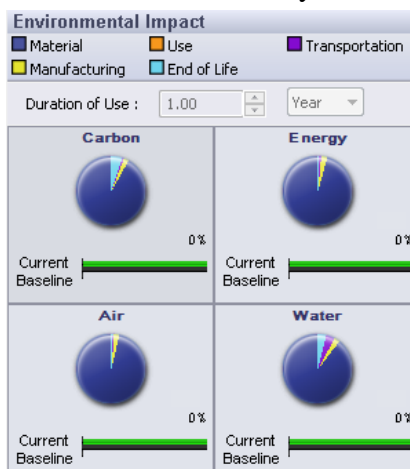 Environmental Impact
Material Use Transportation
Manufacturing End of Life
Duration of Use : 1.00 Year
Carbon Energy
0% 0%
Current Current
Baseline Baseline
Air Water
0% 0%
Current Current
Baseline Baseline